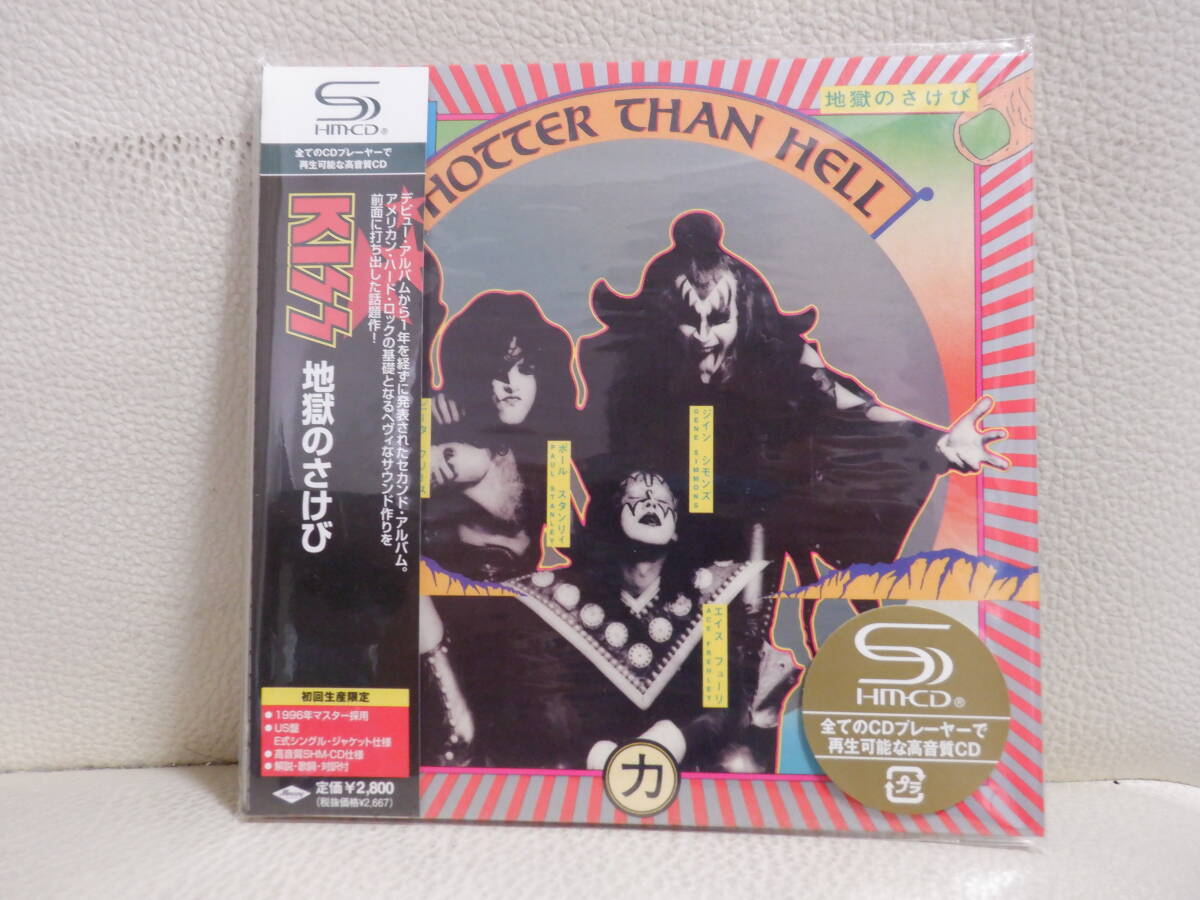 SHM-CD®
全てのCDプレーヤーで
再生可能な高音質CD
KISS
地獄のさけび
デビュー・アルバムから1年を経ずに発表されたセカンド・アルバム。
アメリカン・ハード・ロックの基礎となるヘヴィなサウンド作りを
前面に打ち出した話題作!
初回生産限定
●1996年マスター採用
●US盤
E式シングル・ジャケット仕様
●高音質SHM-CD仕様
●解説・歌詞・対訳付
Mercury
定価¥2,800
(税抜価格¥2,667)
HOTTER THAN HELL
地獄のさけび
ジイン シモンズ
GENE SIMMONS
ポール スタンリイ
PAUL STANLEY
エイス フューリ
ACE FREHLEY
力
SHM-CD®
全てのCDプレーヤーで
再生可能な高音質CD
プラ